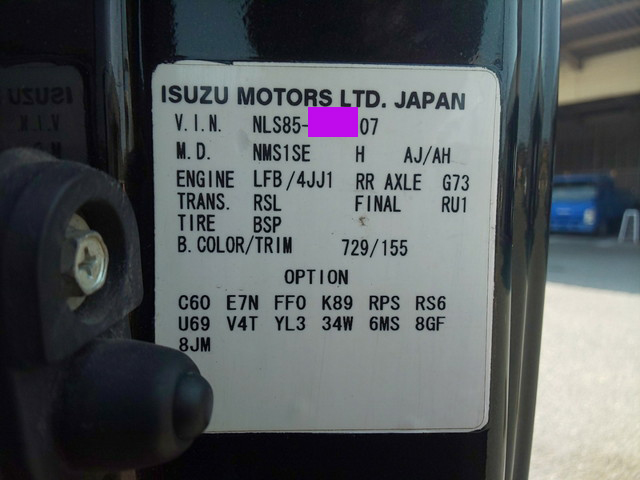 ISUZU MOTORS LTD. JAPAN
V.I.N. NLS85- 07
M.D. NMS1SE H AJ/AH
ENGINE LFB/4JJ1 RR AXLE G73
TRANS. RSL FINAL RU1
TIRE BSP
B.COLOR/TRIM 729/155
OPTION
C60 E7N FF0 K89 RPS RS6
U69 V4T YL3 34W 6MS 8GF
8JM